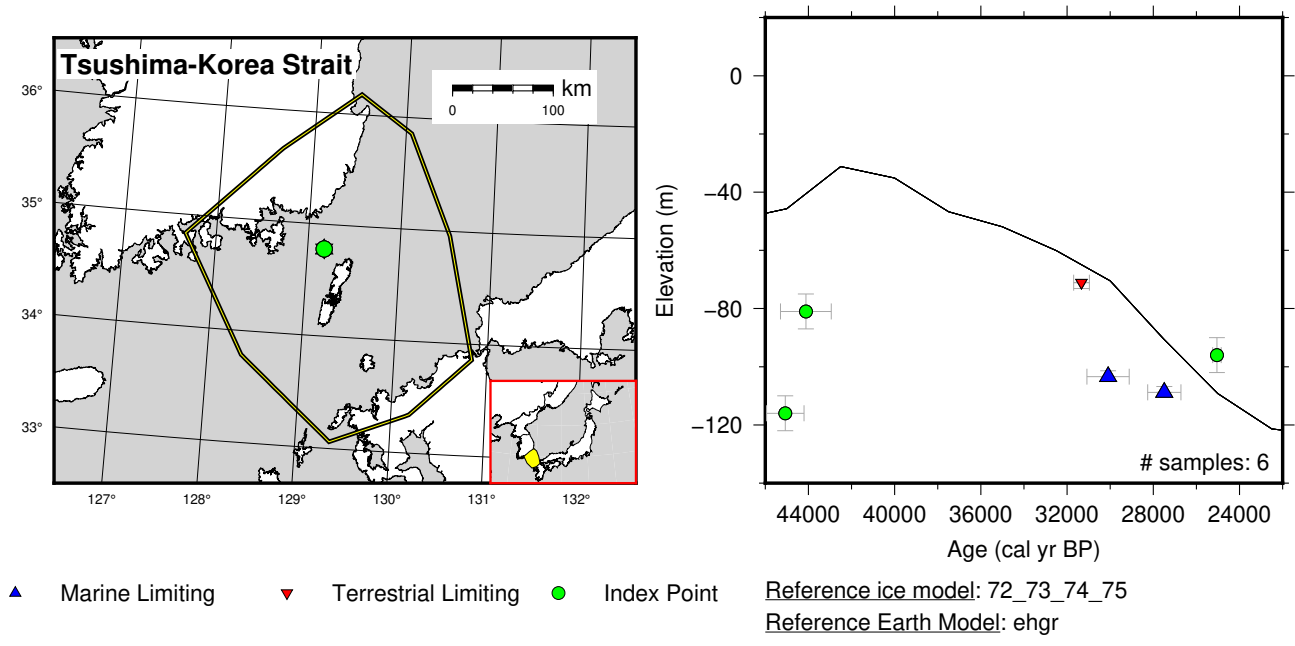 Tsushima-Korea Strait
km
0 100
36°
35°
34°
33°
127° 128° 129° 130° 131° 132°
Elevation (m)
0
−40
−80
−120
# samples: 6
44000 40000 36000 32000 28000 24000
Age (cal yr BP)
Marine Limiting
Terrestrial Limiting
Index Point
Reference ice model: 72_73_74_75
Reference Earth Model: ehgr